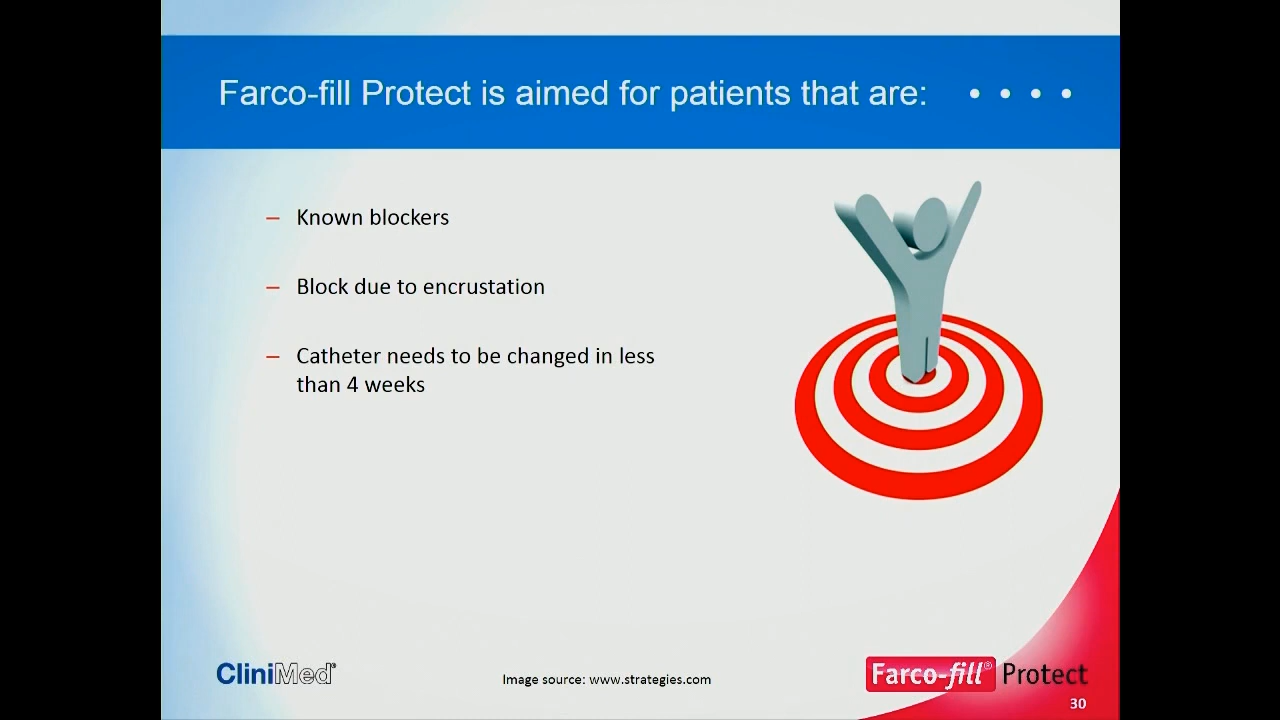 Farco-fill Protect is aimed for patients that are:
– Known blockers
– Block due to encrustation
– Catheter needs to be changed in less
than 4 weeks
CliniMed®
Image source: www.strategies.com
Farco-fill® Protect
30